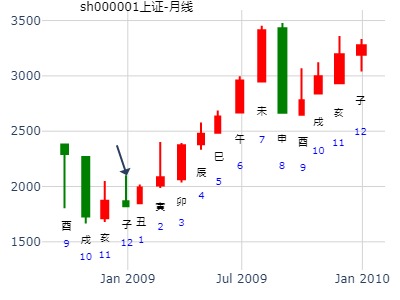 sh000001上证-月线
3500
3000
2500
2000
1500
酉
9
戌
10
亥
11
子
12
丑
1
寅
2
卯
3
辰
4
巳
5
午
6
未
7
申
8
酉
9
戌
10
亥
11
子
12
Jan 2009
Jul 2009
Jan 2010